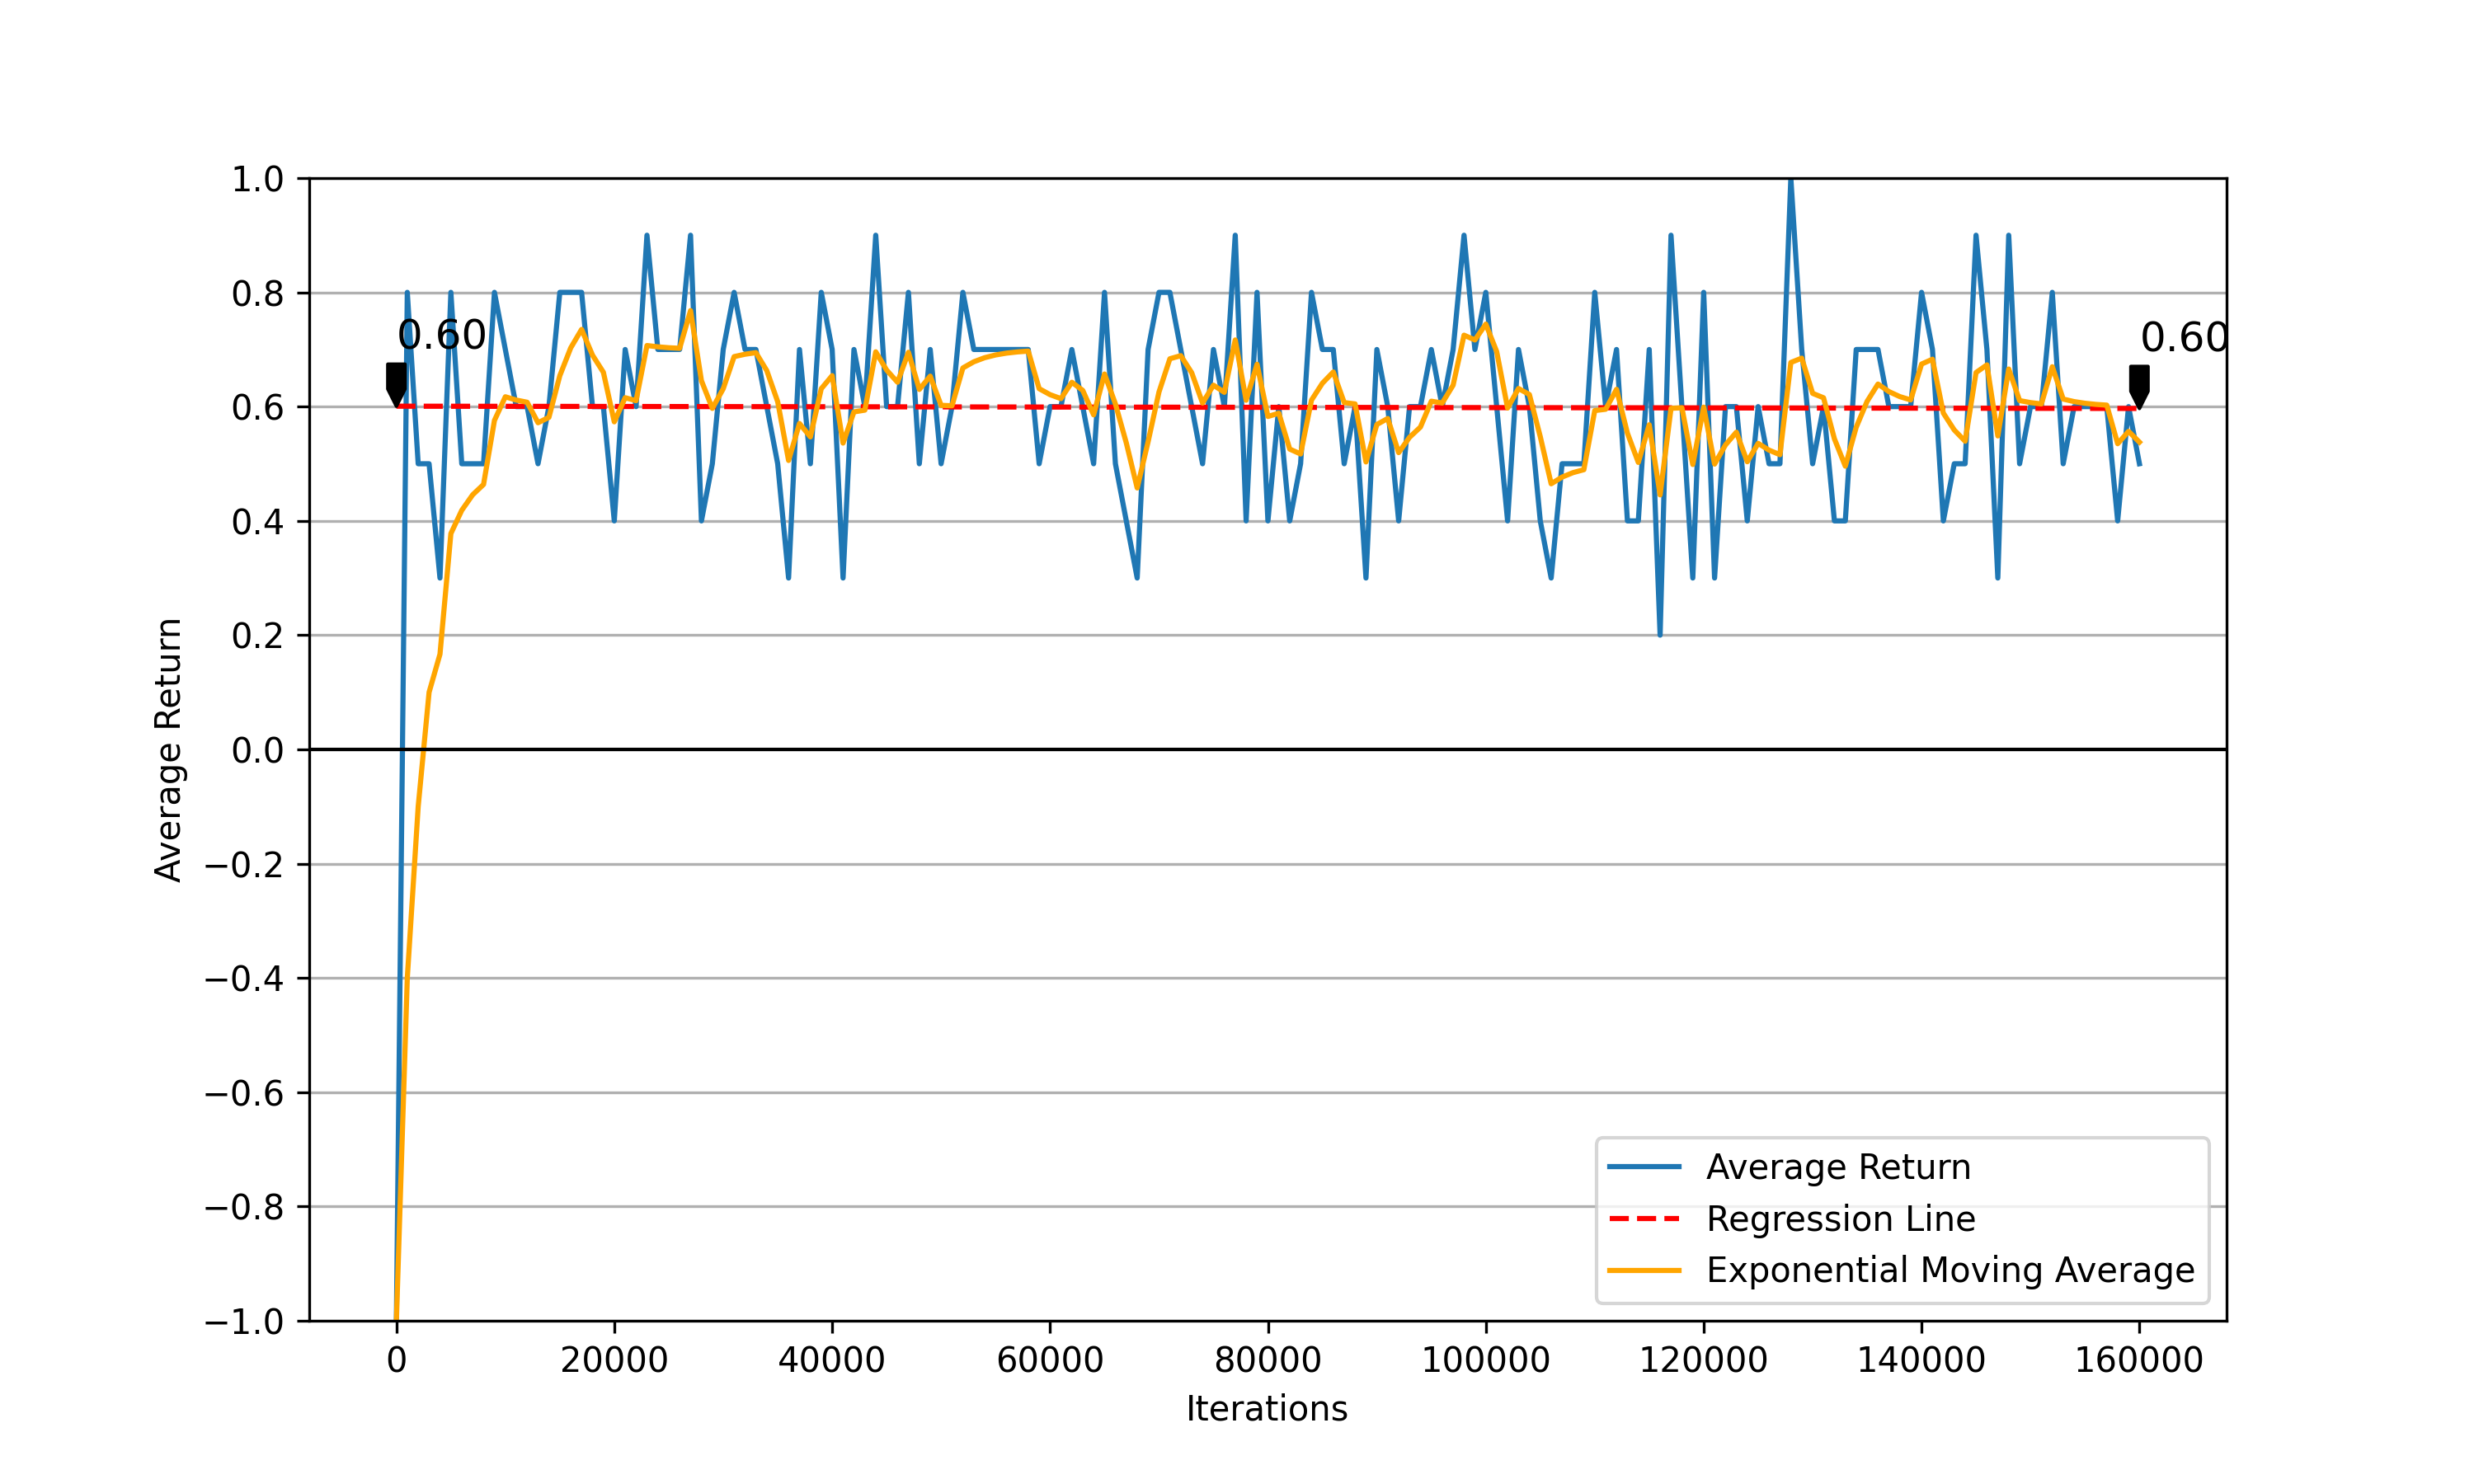 1.0
0.8
0.6
0.4
0.2
0.0
−0.2
−0.4
−0.6
−0.8
−1.0
Average Return
0.60
0.60
Average Return
Regression Line
Exponential Moving Average
0 20000 40000 60000 80000 100000 120000 140000 160000
Iterations